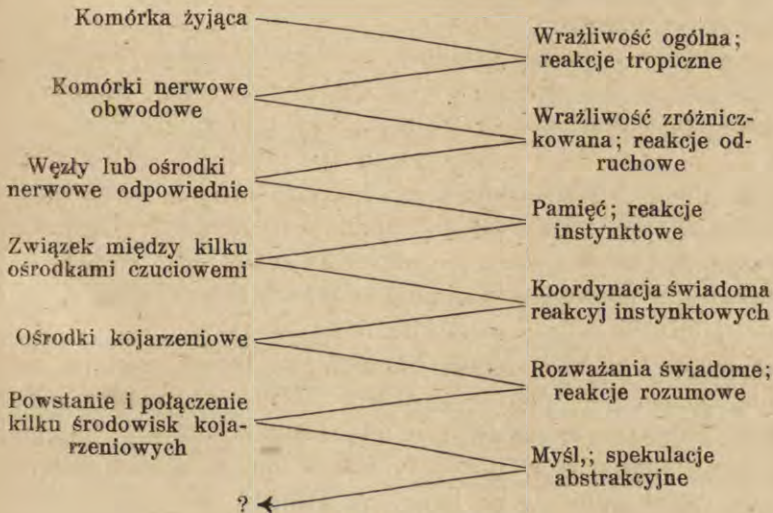 Komórka żyjąca
Wrażliwość ogólna;
reakcje tropiczne
Komórki nerwowe
obwodowe
Wrażliwość zróżnicz-
kowana; reakcje od-
ruchowe
Węzły lub ośrodki
nerwowe odpowiednie
Pamięć; reakcje
instynktowe
Związek między kilku
ośrodkami czuciowemi
Koordynacja świadoma
reakcyj instynktowych
Ośrodki kojarzeniowe
Rozważania świadome;
reakcje rozumowe
Powstanie i połączenie
kilku środowisk koja-
rzeniowych
Myśl,; spekulacje
abstrakcyjne
?